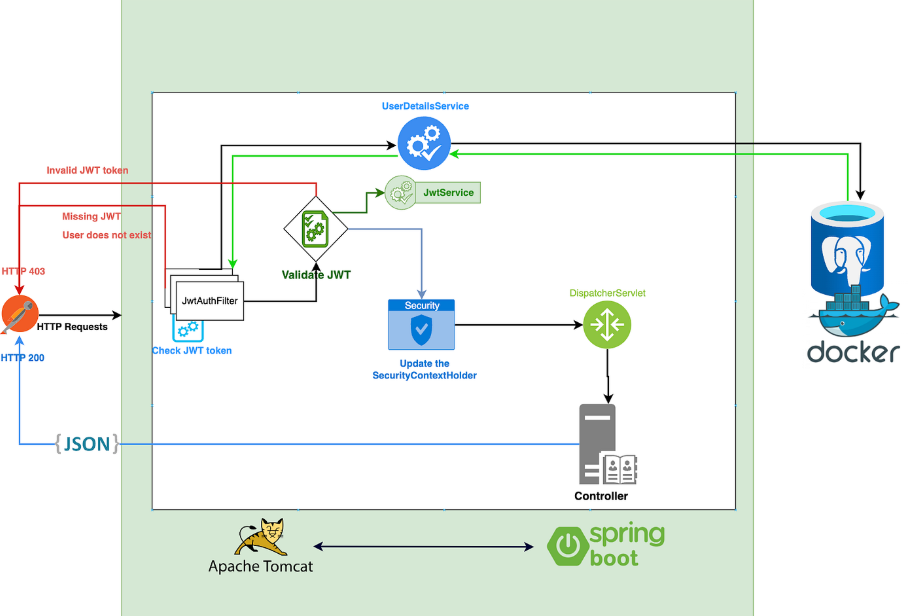 UserDetailsService
Invalid JWT token
JwtService
Missing JWT
User does not exist
HTTP 403
Validate JWT
JwtAuthFilter
HTTP Requests
Check JWT token
HTTP 200
Security
Update the
SecurityContextHolder
DispatcherServlet
docker
{JSON}
Controller
Apache Tomcat
spring
boot